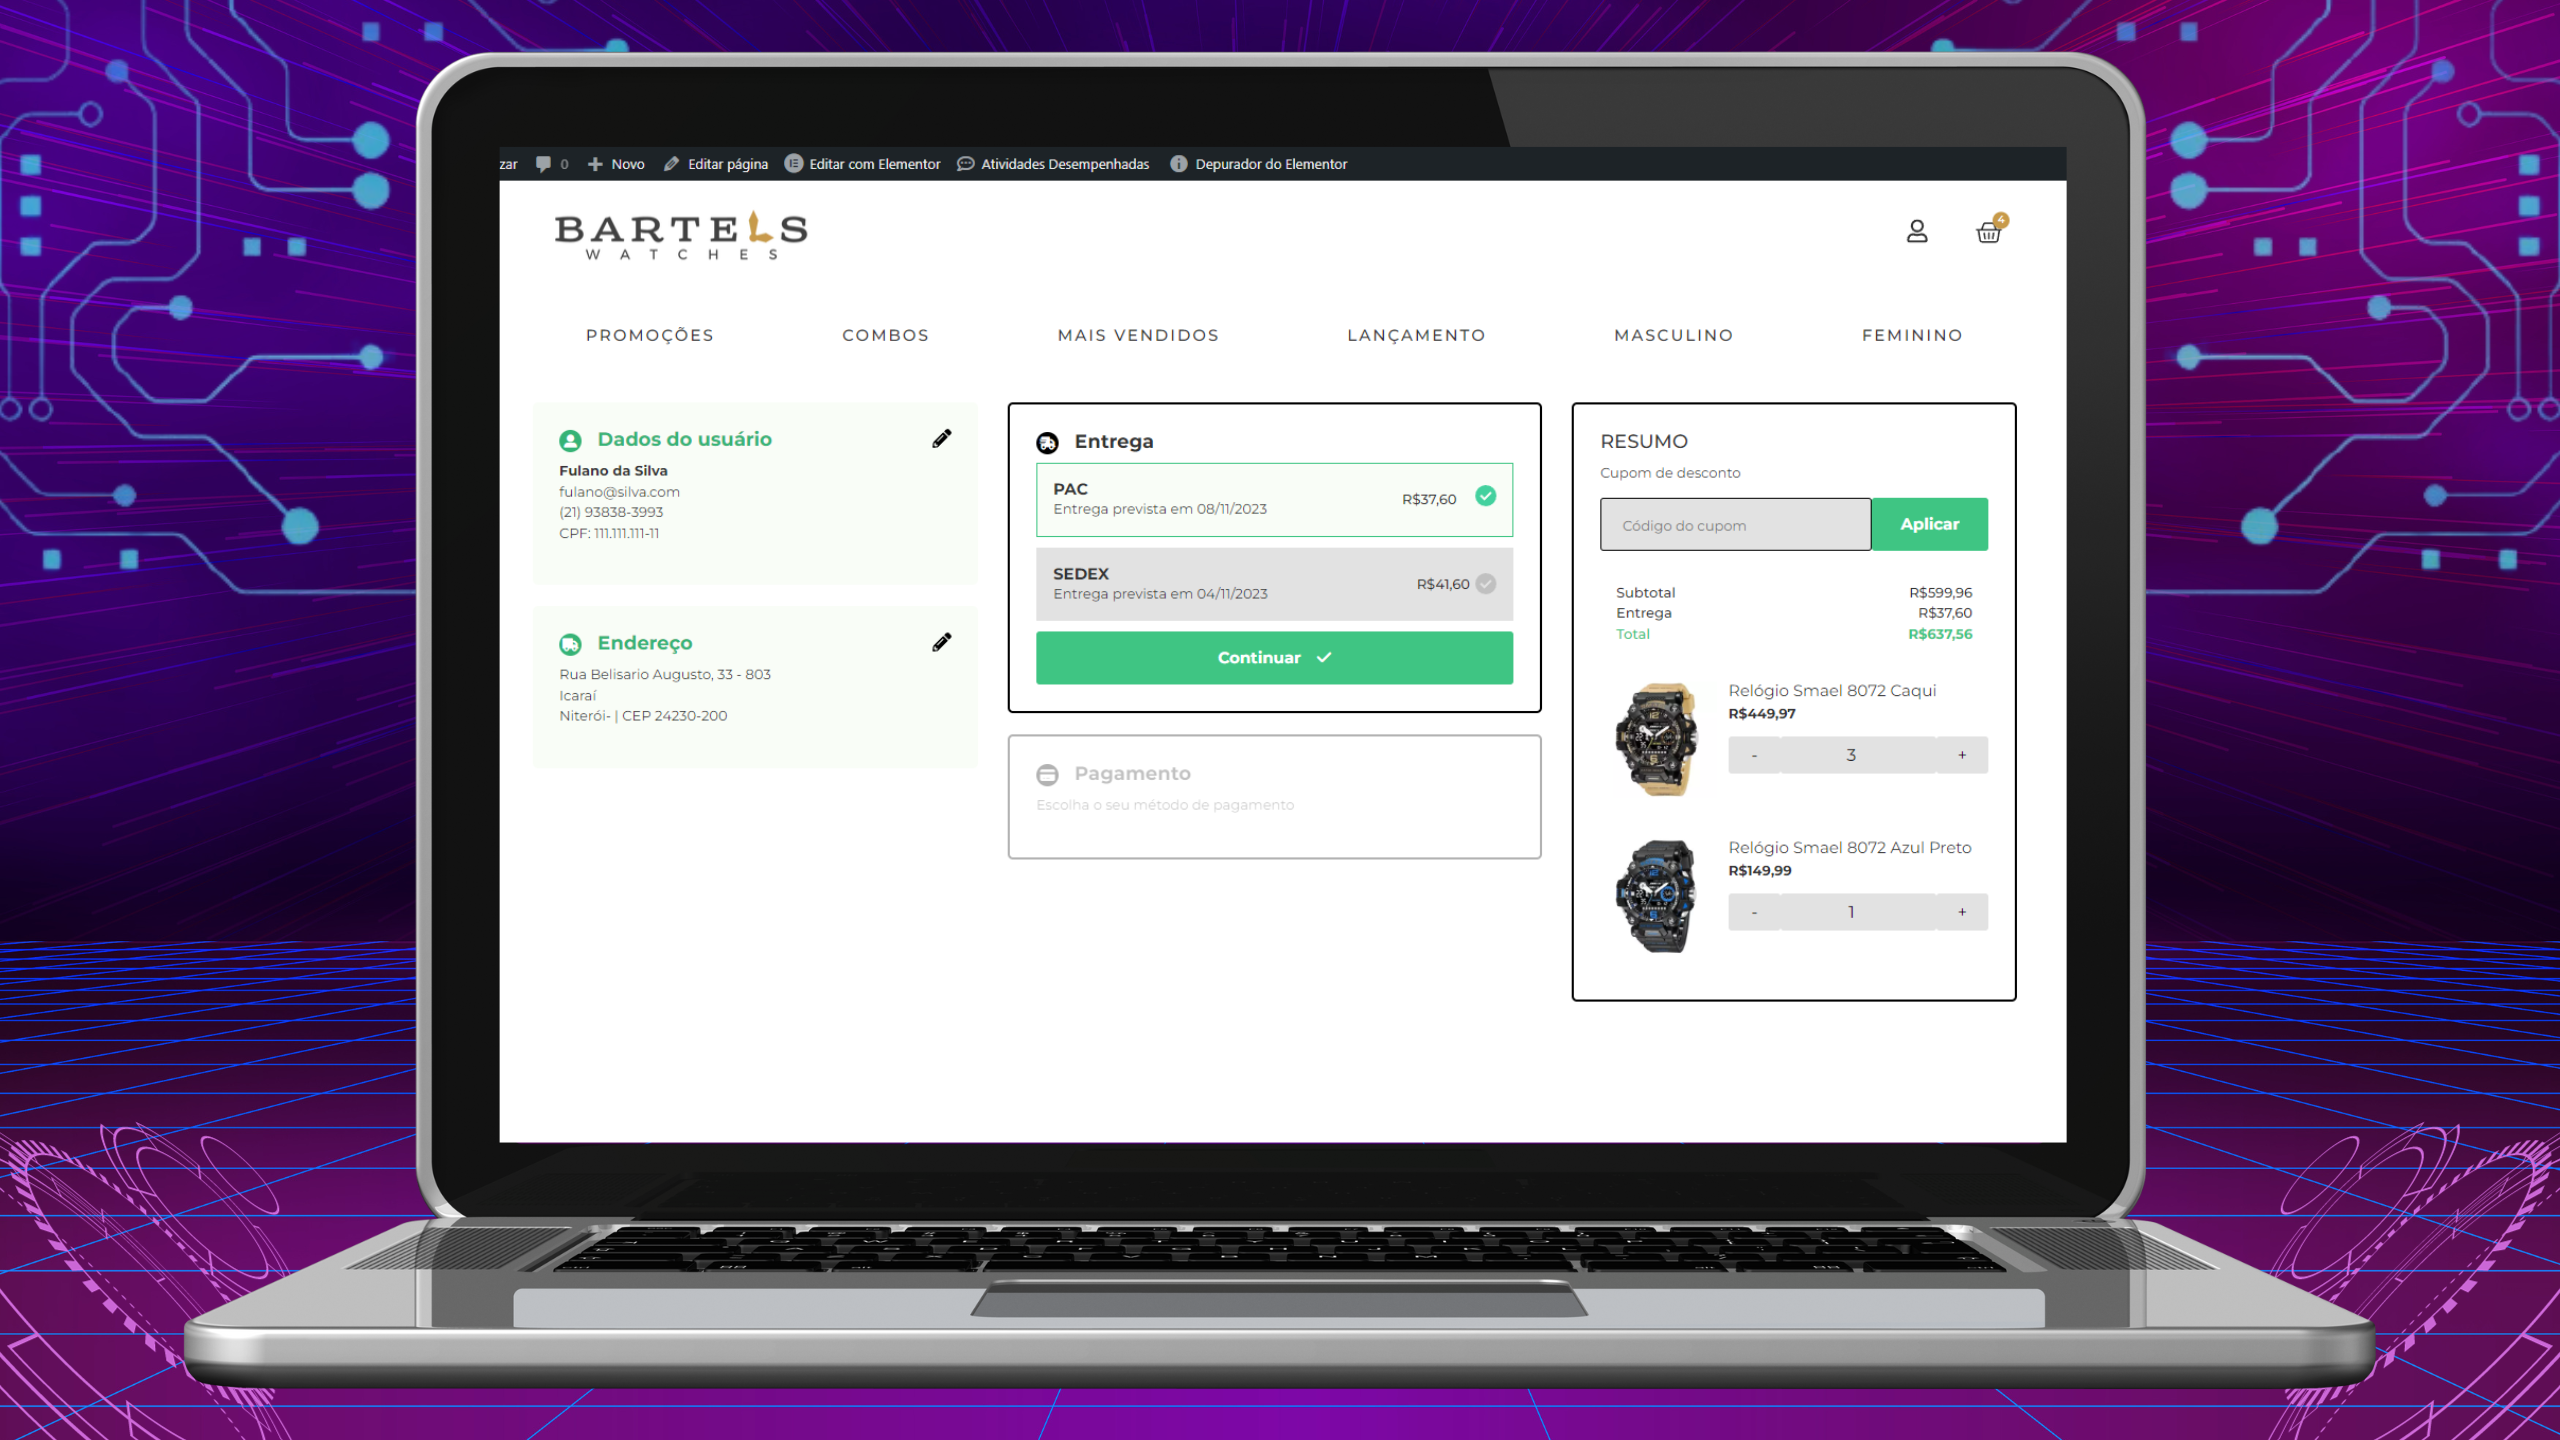 zar 0 Novo Editar página Editar com Elementor Atividades Desempenhadas Depurador do Elementor
BARTELS
WATCHES
4
PROMOÇÕES COMBOS MAIS VENDIDOS LANÇAMENTO MASCULINO FEMININO
Dados do usuário
Fulano da Silva
fulano@silva.com
(21) 93838-3993
CPF: 111.111.111-11
Endereço
Rua Belisario Augusto, 33 - 803
Icaraí
Niterói- | CEP 24230-200
Entrega
PAC
Entrega prevista em 08/11/2023
R$37,60
SEDEX
Entrega prevista em 04/11/2023
R$41,60
Continuar
Pagamento
Escolha o seu método de pagamento
RESUMO
Cupom de desconto
Código do cupom Aplicar
Subtotal R$599,96
Entrega R$37,60
Total R$637,56
Relógio Smael 8072 Caqui
R$449,97
- 3 +
Relógio Smael 8072 Azul Preto
R$149,99
- 1 +